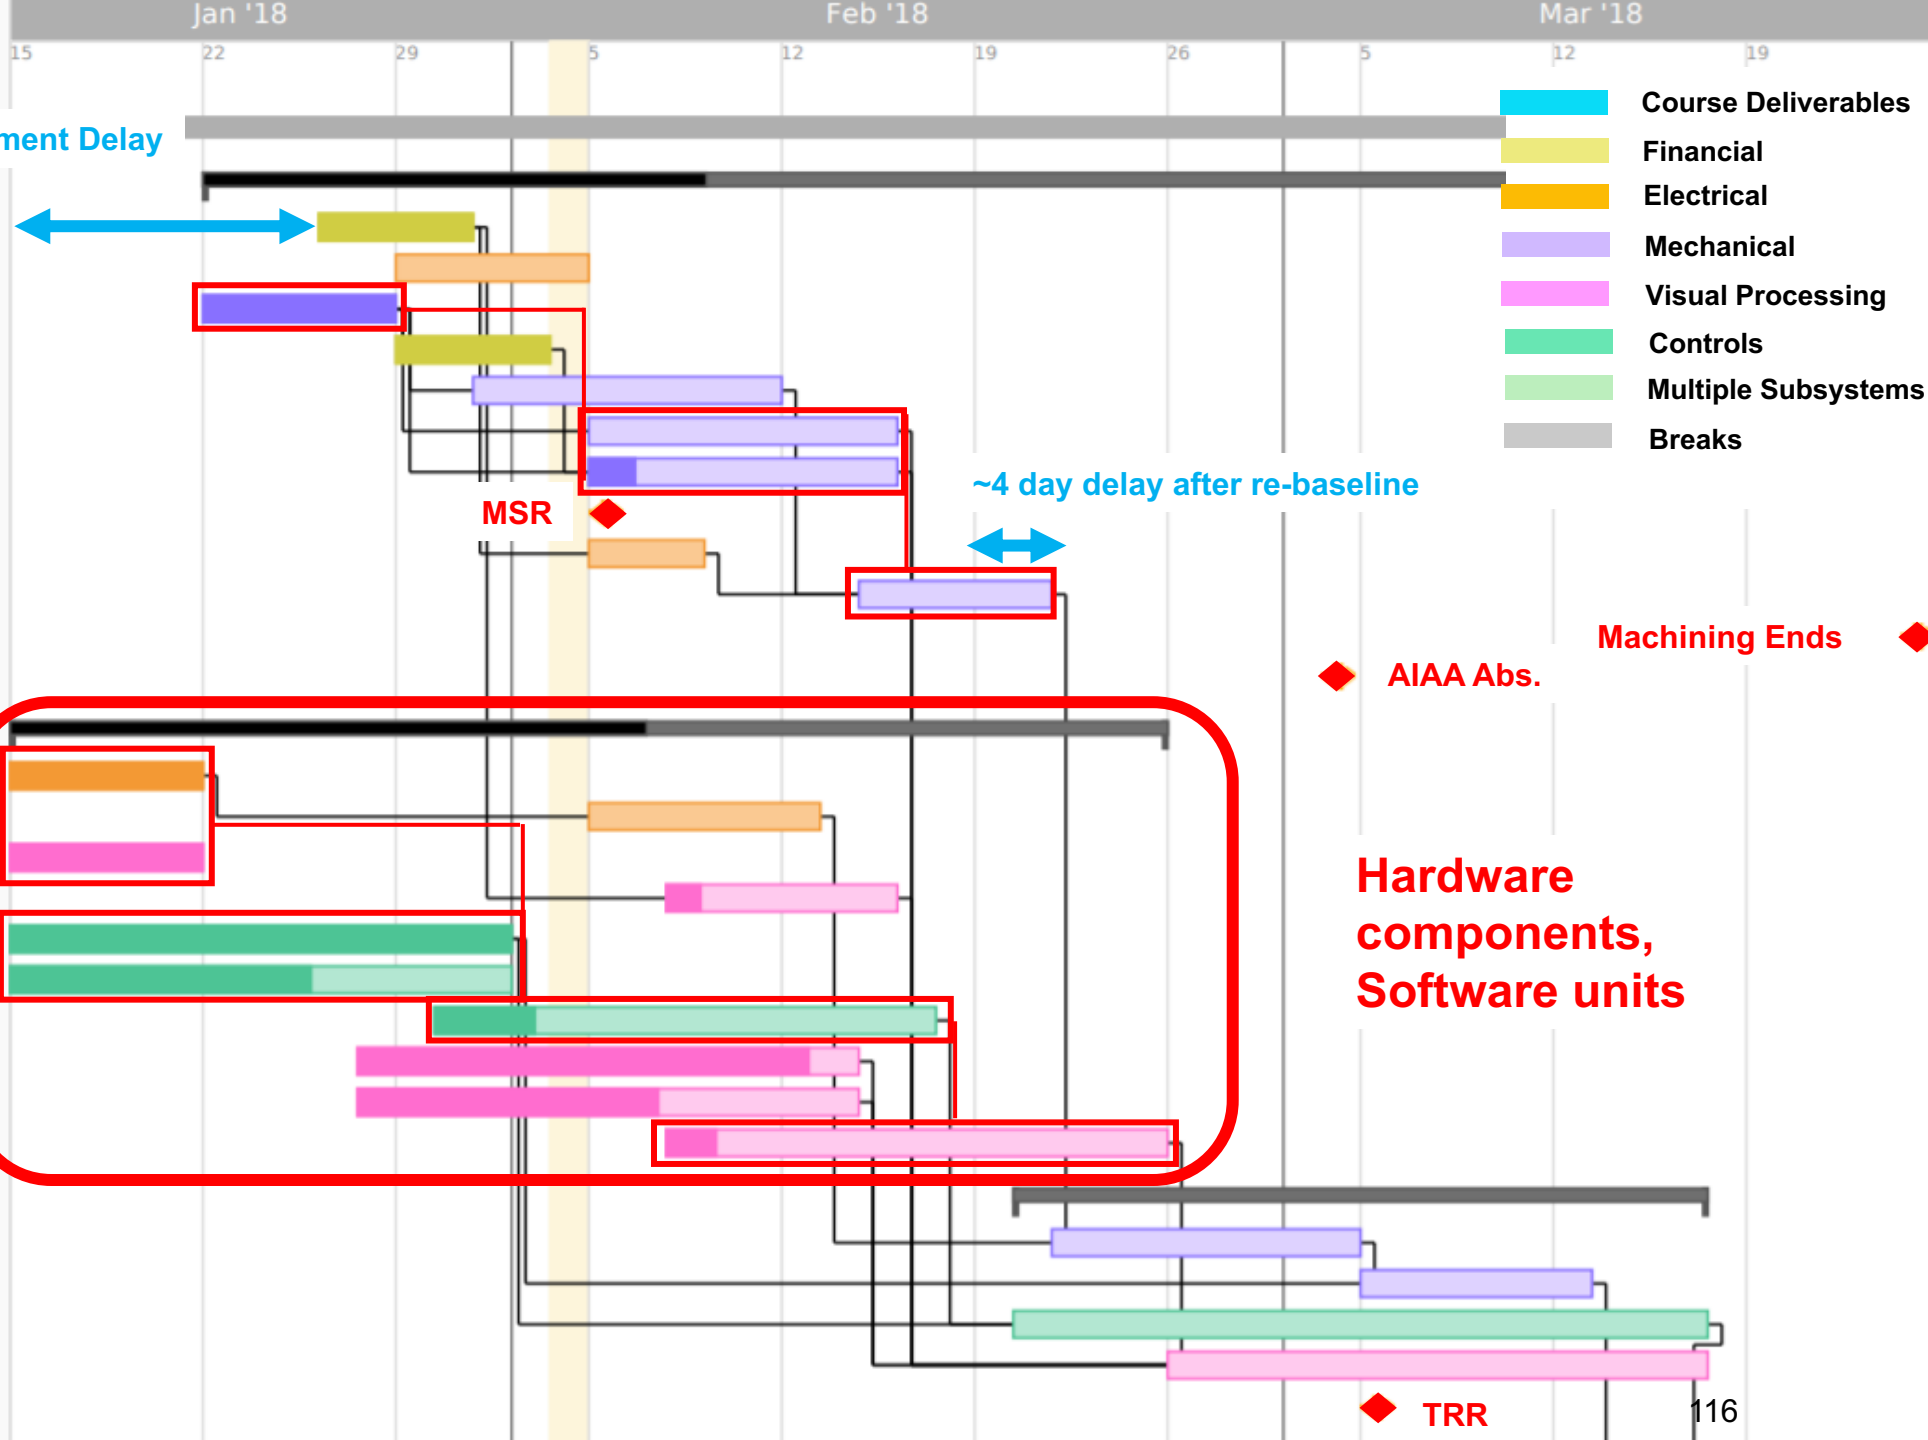 Jan '18 Feb '18 Mar '18
15 22 29 5 12 19 26 5 12 19
Course Deliverables
ment Delay
Financial
Electrical
Mechanical
Visual Processing
Controls
Multiple Subsystems
Breaks
~4 day delay after re-baseline
MSR
Machining Ends
AIAA Abs.
Hardware
components,
Software units
TRR
116